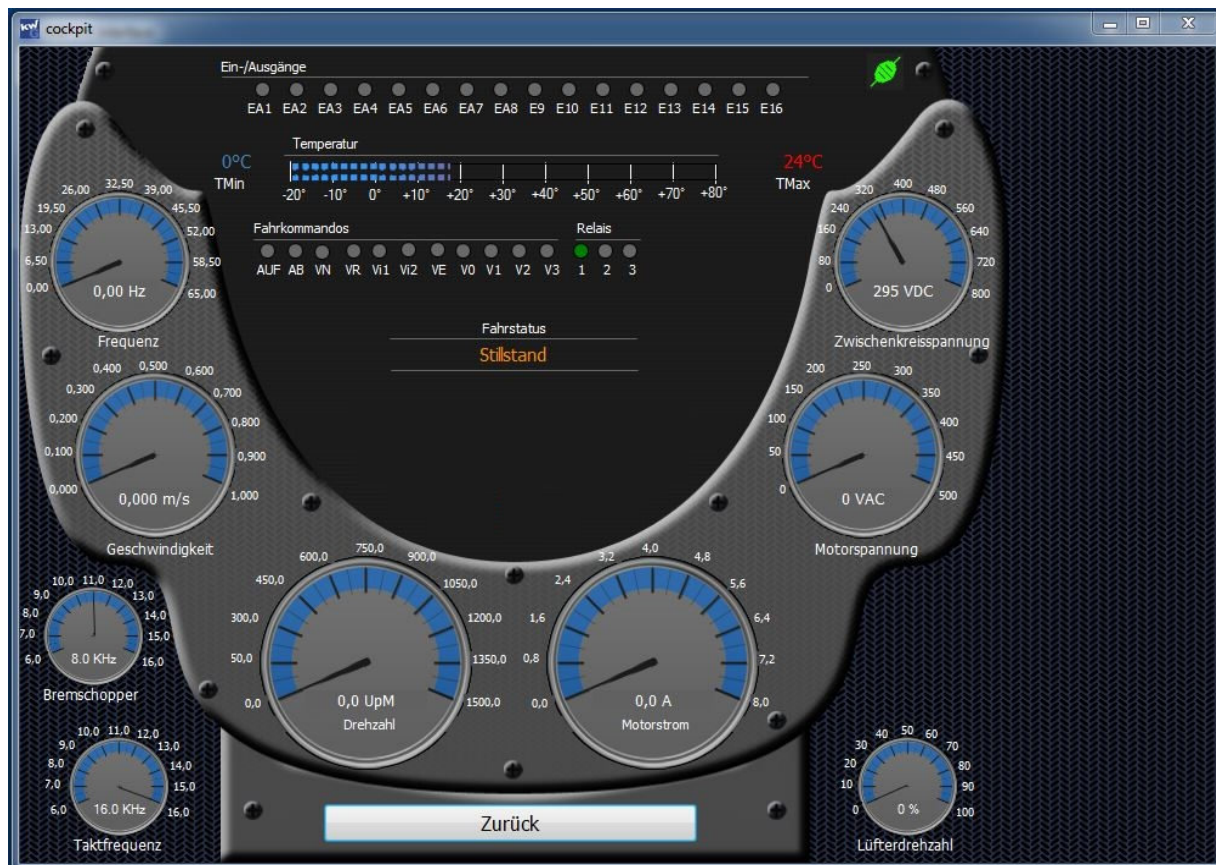 KW
cockpit
Ein-/Ausgänge
EA1 EA2 EA3 EA4 EA5 EA6 EA7 EA8 E9 E10 E11 E12 E13 E14 E15 E16
Temperatur
0°C
TMin
-20° -10° 0° +10° +20° +30° +40° +50° +60° +70° +80°
24°C
TMax
Fahrkommandos
AUF AB VN VR Vi1 Vi2 VE V0 V1 V2 V3
Relais
1 2 3
Fahrstatus
Stillstand
0,00 6,50 13,00 19,50 26,00 32,50 39,00 45,50 52,00 58,50 65,00
0,00 Hz
Frequenz
0 80 160 240 320 400 480 560 640 720 800
295 VDC
Zwischenkreisspannung
0,000 0,100 0,200 0,300 0,400 0,500 0,600 0,700 0,800 0,900 1,000
0,000 m/s
Geschwindigkeit
0 50 100 150 200 250 300 350 400 450 500
0 VAC
Motorspannung
0,0 50,0 300,0 450,0 600,0 750,0 900,0 1050,0 1200,0 1350,0 1500,0
0,0 UpM
Drehzahl
0,0 0,8 1,6 2,4 3,2 4,0 4,8 5,6 6,4 7,2 8,0
0,0 A
Motorstrom
6,0 7,0 8,0 9,0 10,0 11,0 12,0 13,0 14,0 15,0 16,0
8.0 KHz
Bremschopper
6,0 7,0 8,0 9,0 10,0 11,0 12,0 13,0 14,0 15,0 16,0
16.0 KHz
Taktfrequenz
0 10 20 30 40 50 60 70 80 90 100
0 %
Lüfterdrehzahl
Zurück